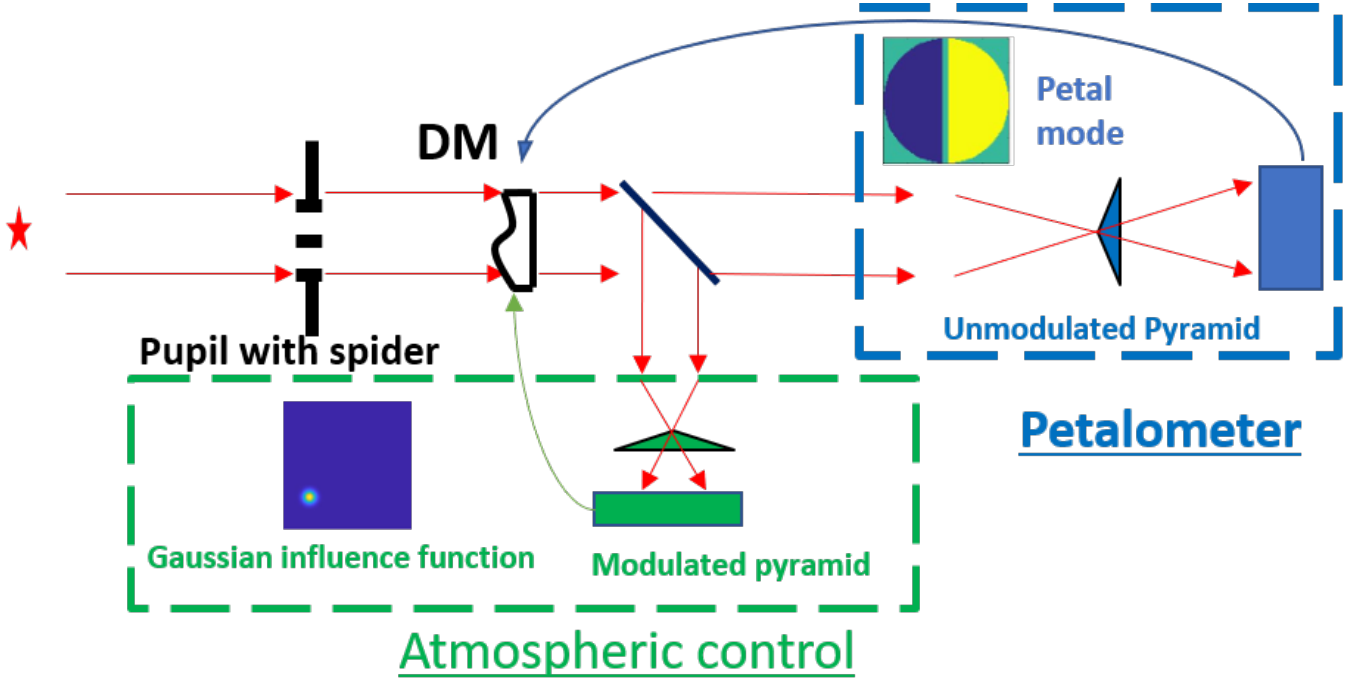 DM
Petal
mode
Pupil with spider
Unmodulated Pyramid
Petalometer
Gaussian influence function
Modulated pyramid
Atmospheric control